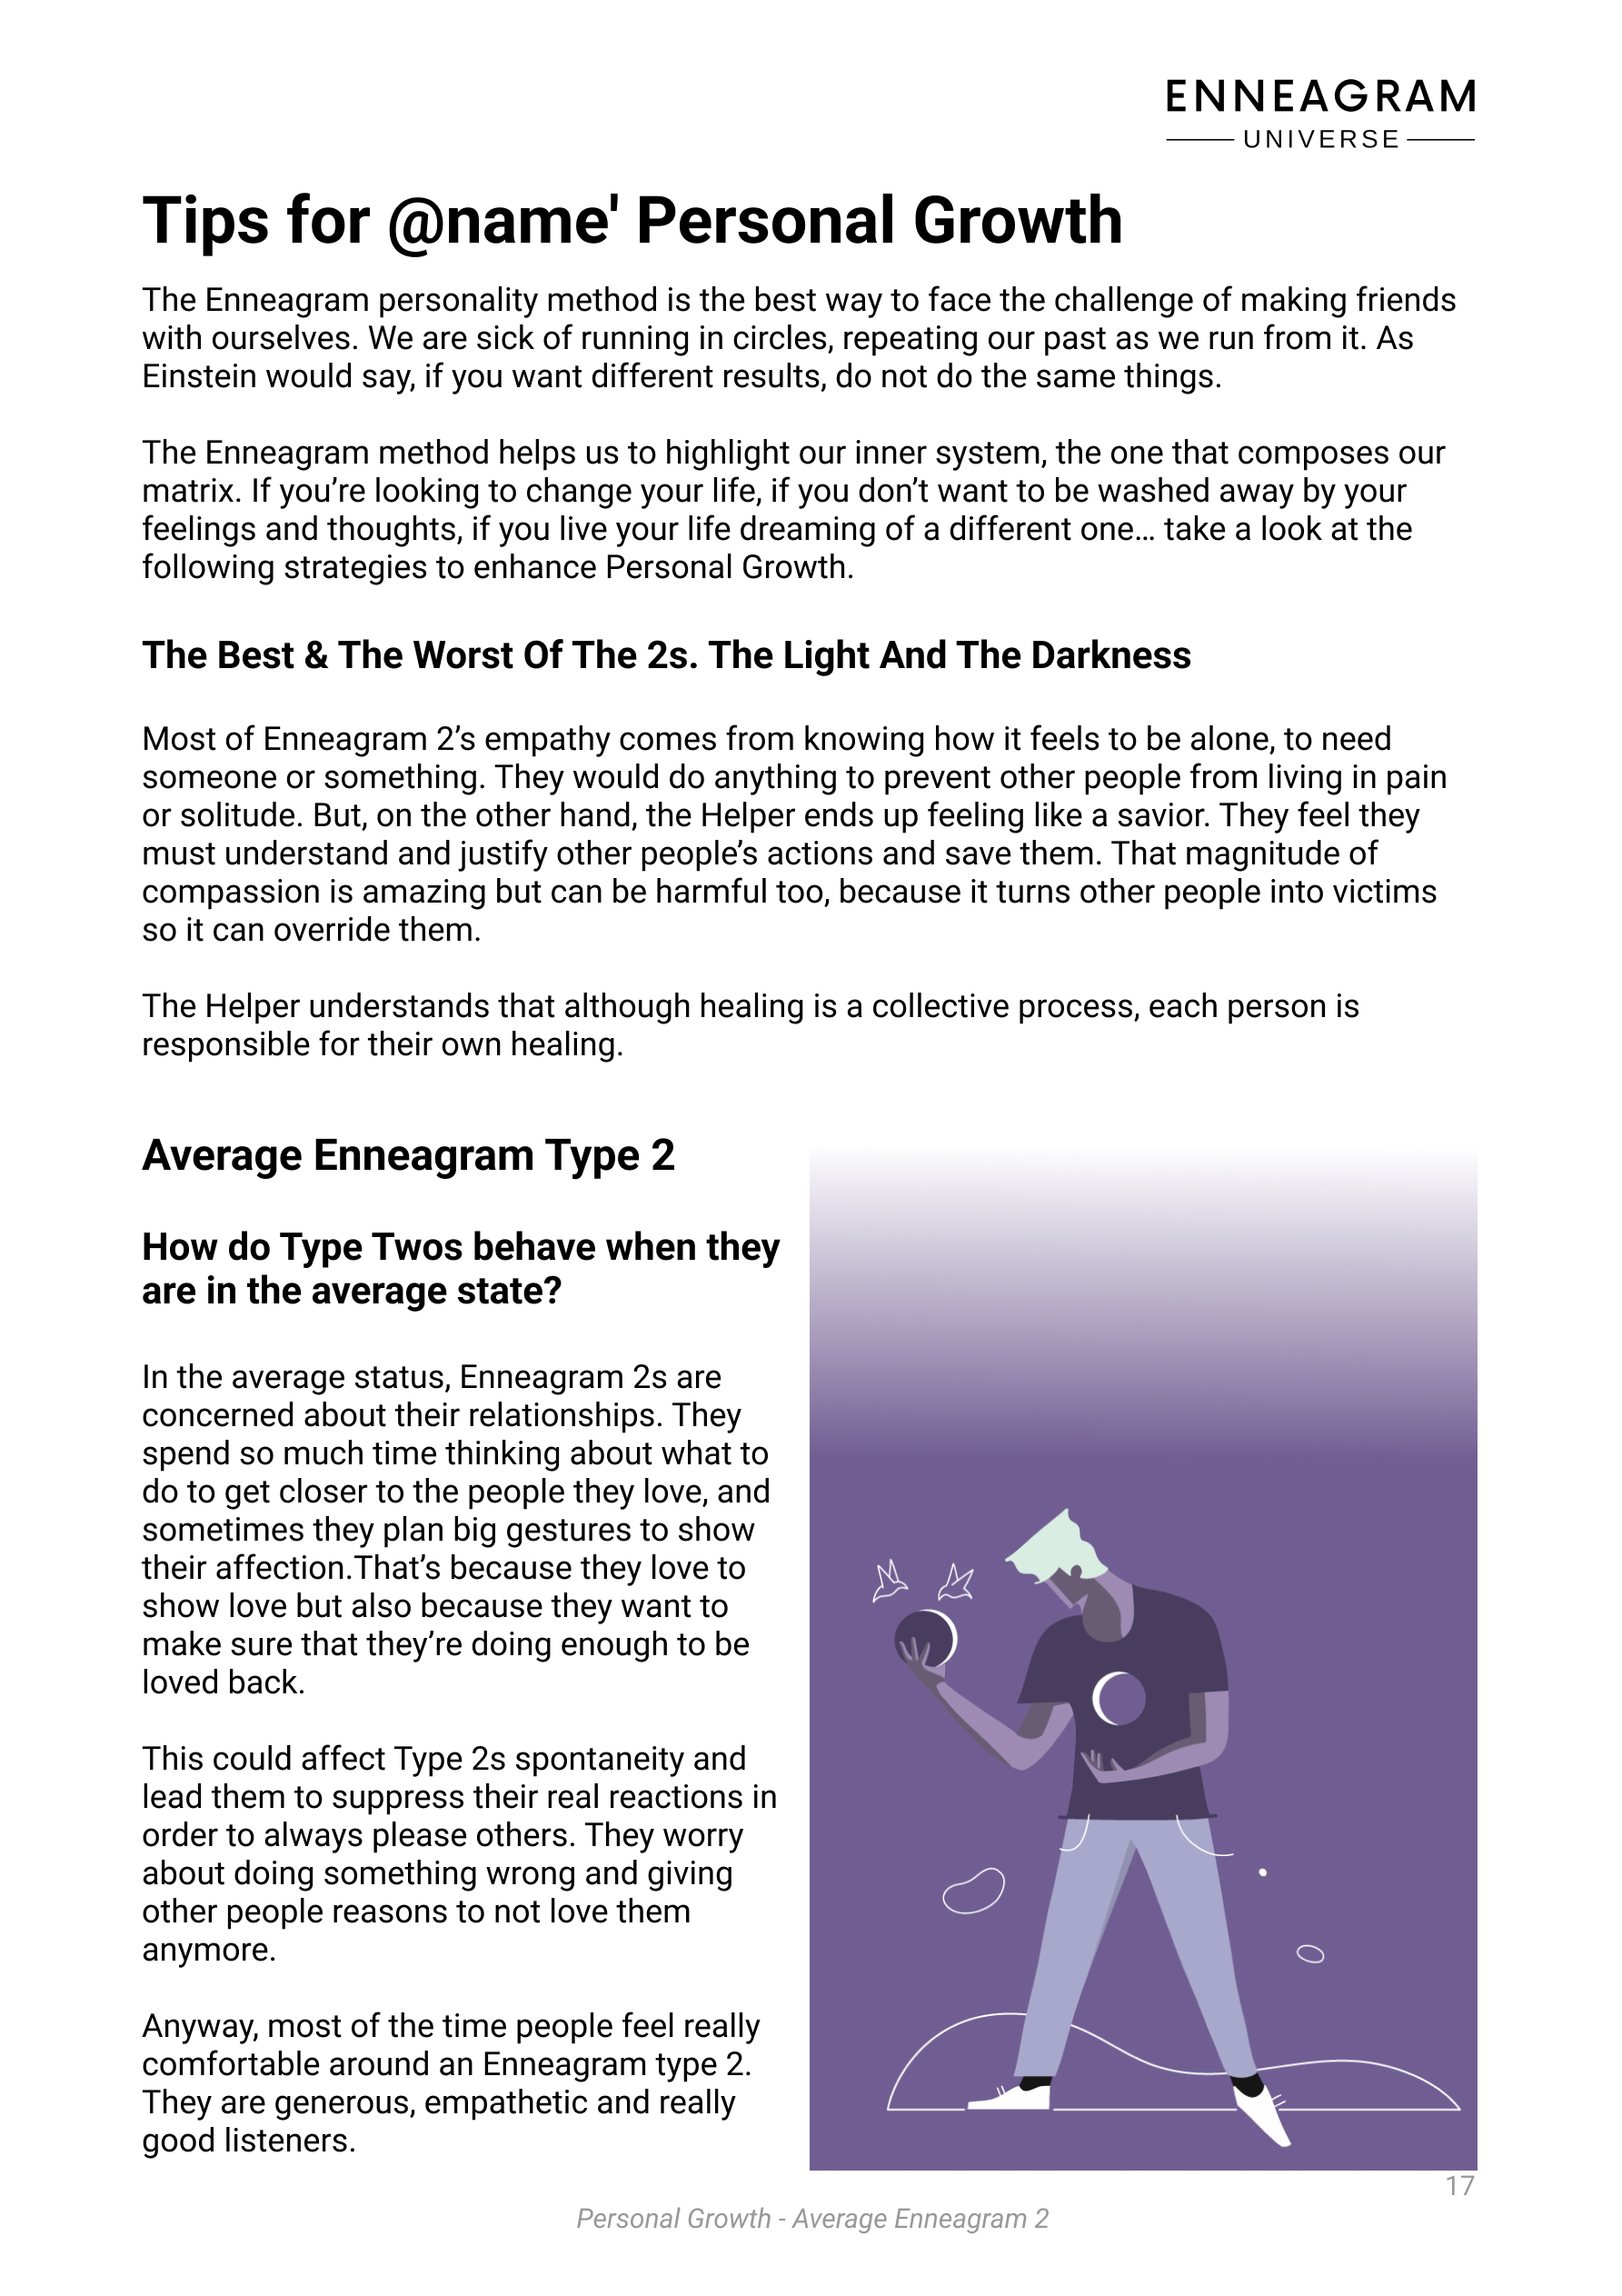 ENNEAGRAM
UNIVERSE
Tips for @name' Personal Growth
The Enneagram personality method is the best way to face the challenge of making friends
with ourselves. We are sick of running in circles, repeating our past as we run from it. As
Einstein would say, if you want different results, do not do the same things.
The Enneagram method helps us to highlight our inner system, the one that composes our
matrix. If you’re looking to change your life, if you don’t want to be washed away by your
feelings and thoughts, if you live your life dreaming of a different one… take a look at the
following strategies to enhance Personal Growth.
The Best & The Worst Of The 2s. The Light And The Darkness
Most of Enneagram 2’s empathy comes from knowing how it feels to be alone, to need
someone or something. They would do anything to prevent other people from living in pain
or solitude. But, on the other hand, the Helper ends up feeling like a savior. They feel they
must understand and justify other people’s actions and save them. That magnitude of
compassion is amazing but can be harmful too, because it turns other people into victims
so it can override them.
The Helper understands that although healing is a collective process, each person is
responsible for their own healing.
Average Enneagram Type 2
How do Type Twos behave when they
are in the average state?
In the average status, Enneagram 2s are
concerned about their relationships. They
spend so much time thinking about what to
do to get closer to the people they love, and
sometimes they plan big gestures to show
their affection.That’s because they love to
show love but also because they want to
make sure that they’re doing enough to be
loved back.
This could affect Type 2s spontaneity and
lead them to suppress their real reactions in
order to always please others. They worry
about doing something wrong and giving
other people reasons to not love them
anymore.
Anyway, most of the time people feel really
comfortable around an Enneagram type 2.
They are generous, empathetic and really
good listeners.
17
Personal Growth - Average Enneagram 2